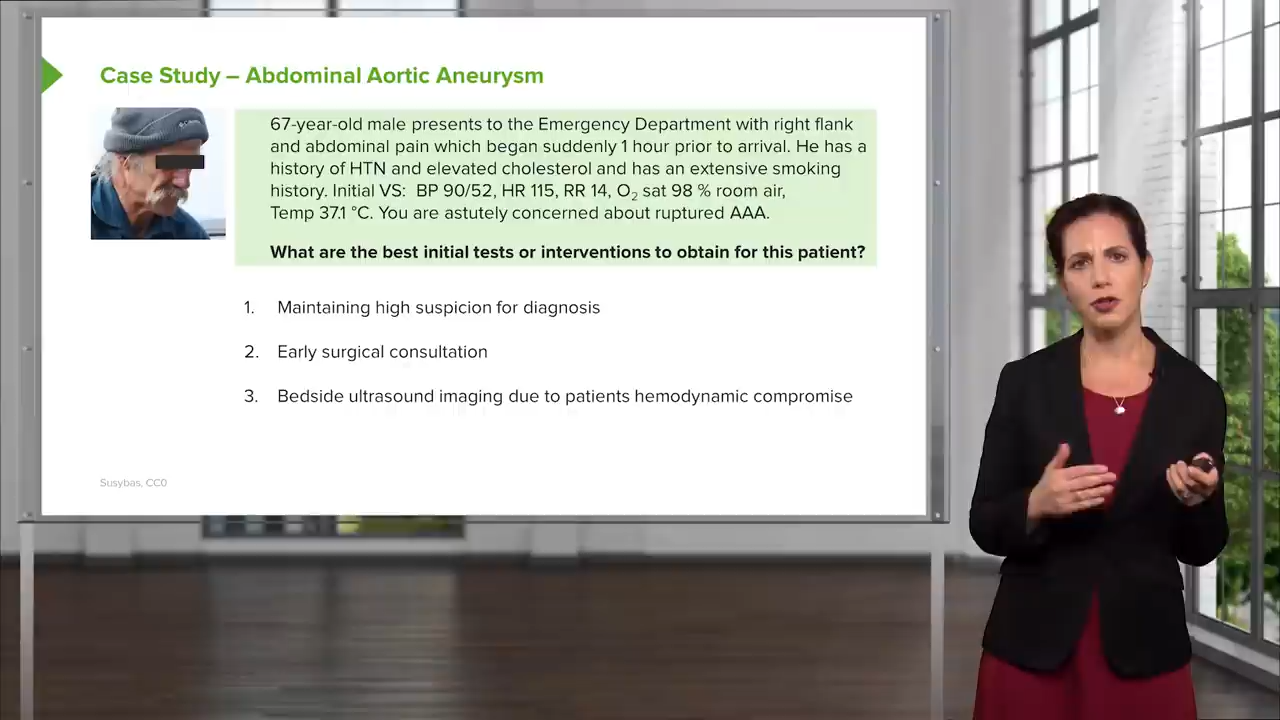 Case Study – Abdominal Aortic Aneurysm
67-year-old male presents to the Emergency Department with right flank
and abdominal pain which began suddenly 1 hour prior to arrival. He has a
history of HTN and elevated cholesterol and has an extensive smoking
history. Initial VS: BP 90/52, HR 115, RR 14, O₂ sat 98 % room air,
Temp 37.1 °C. You are astutely concerned about ruptured AAA.
What are the best initial tests or interventions to obtain for this patient?
1. Maintaining high suspicion for diagnosis
2. Early surgical consultation
3. Bedside ultrasound imaging due to patients hemodynamic compromise
Susybas, CC0